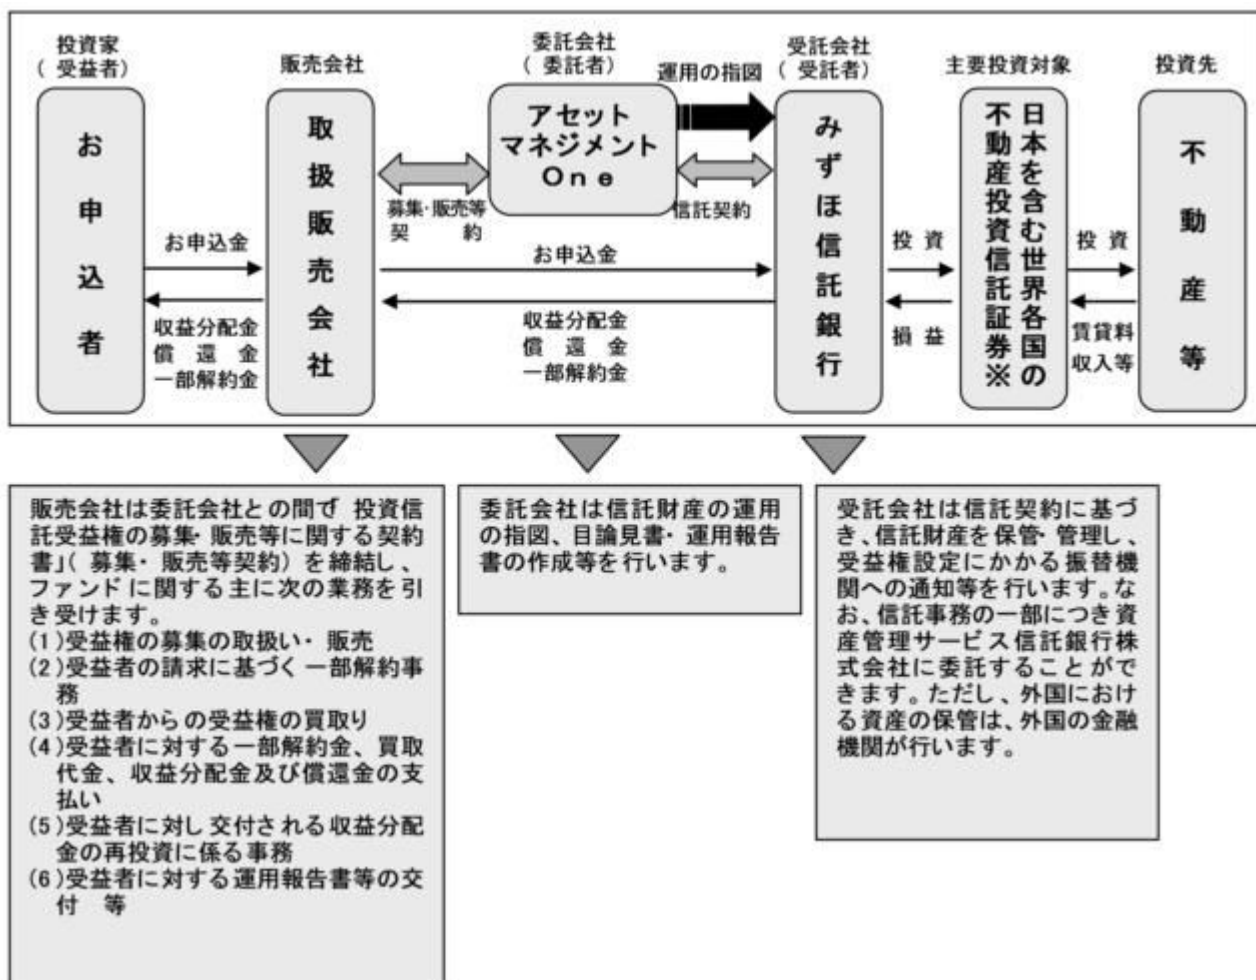 投資家
(受益者)
販売会社
委託会社
(委託者)
運用の指図
受託会社
(受託者)
主要投資対象
投資先
お申込者
取扱販売会社
アセット
マネジメント
One
みずほ信託銀行
日本を含む世界各国の
不動産投資信託証券※
不動産等
募集・販売等
契 約
信託契約
お申込金
収益分配金
償 還 金
一部解約金
お申込金
収益分配金
償 還 金
一部解約金
投 資
損 益
投 資
賃貸料
収入等
販売会社は委託会社との間で「投資信
託受益権の募集・販売等に関する契約
書」(募集・販売等契約)を締結し、
ファンドに関する主に次の業務を引
き受けます。
(1)受益権の募集の取扱い・販売
(2)受益者の請求に基づく一部解約事
務
(3)受益者からの受益権の買取り
(4)受益者に対する一部解約金、買取
代金、収益分配金及び償還金の支
払い
(5)受益者に対し交付される収益分配
金の再投資に係る事務
(6)受益者に対する運用報告書等の交
付 等
委託会社は信託財産の運用
の指図、目論見書・運用報告
書の作成等を行います。
受託会社は信託契約に基づ
き、信託財産を保管・管理し、
受益権設定にかかる振替機
関への通知等を行います。な
お、信託事務の一部につき資
産管理サービス信託銀行株
式会社に委託することがで
きます。ただし、外国におけ
る資産の保管は、外国の金融
機関が行います。